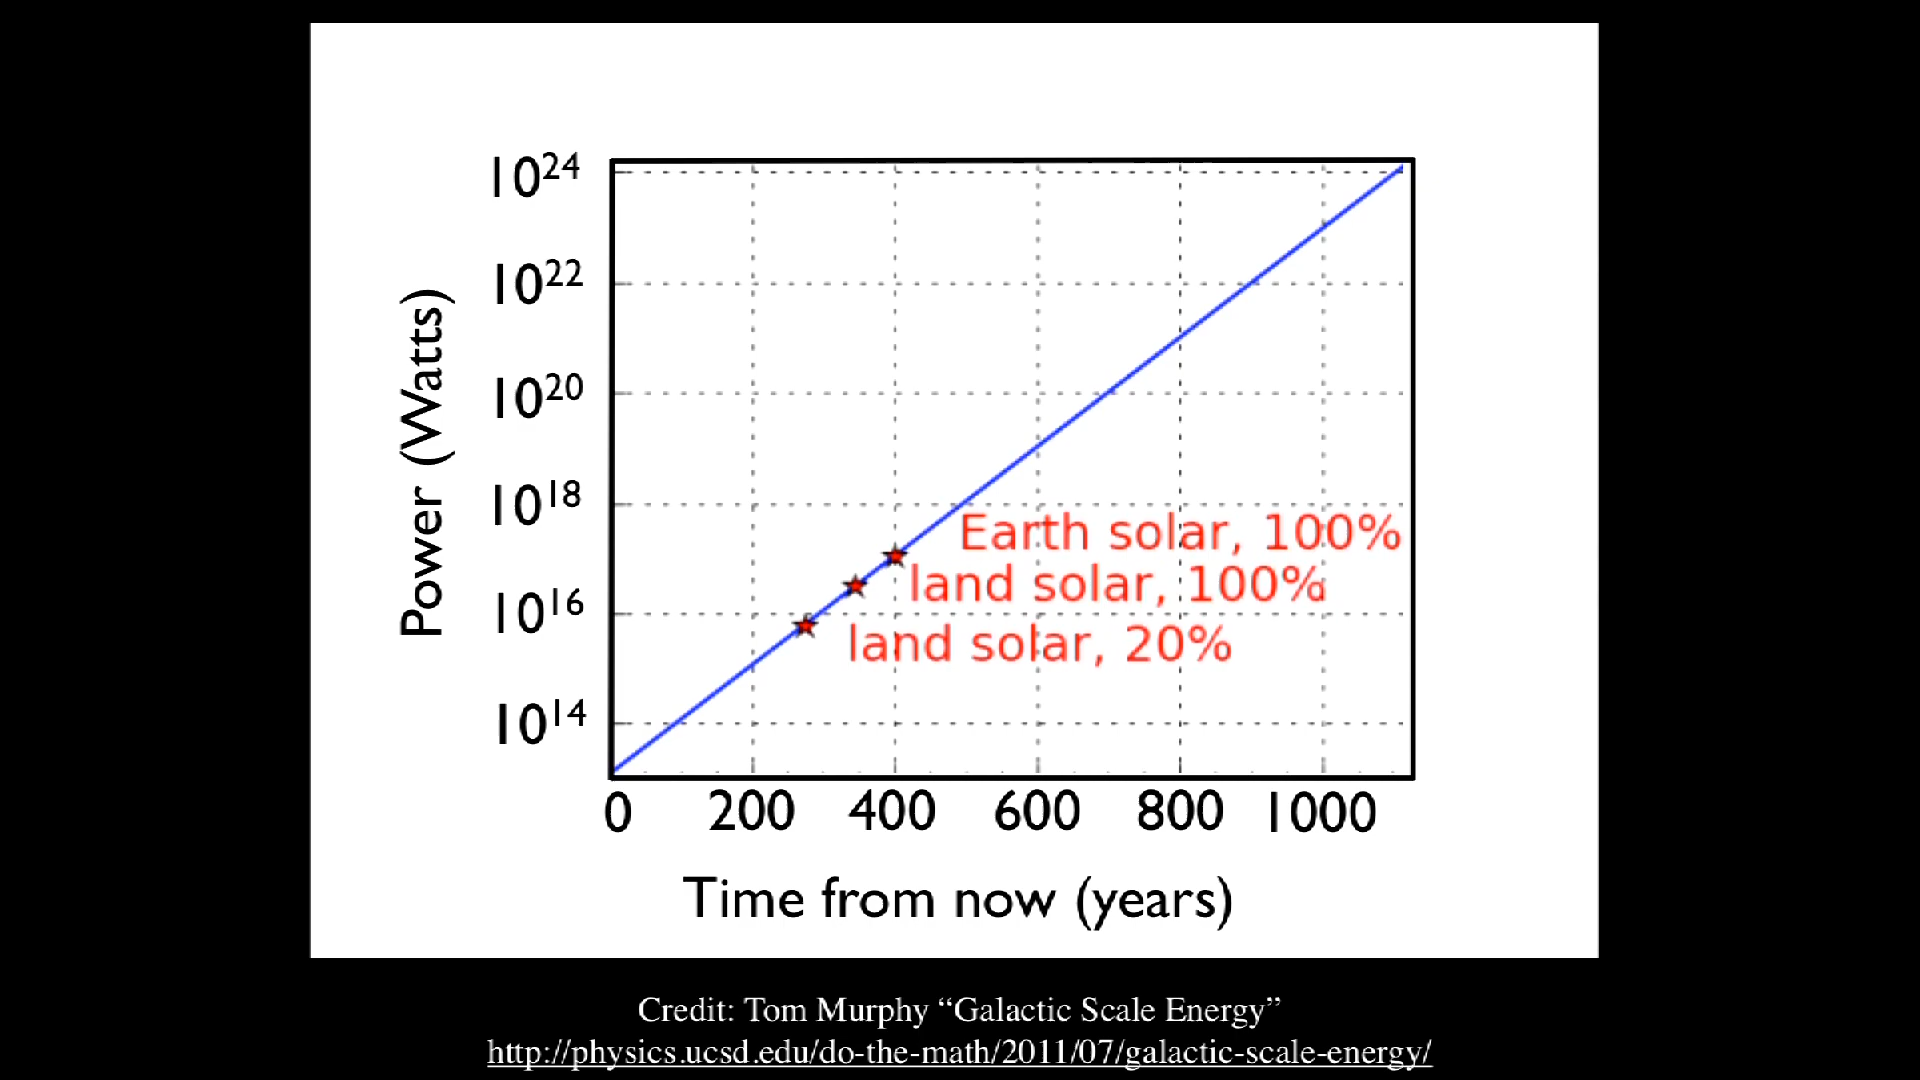 10²⁴
10²²
10²⁰
10¹⁸
10¹⁶
10¹⁴
Power (Watts)
Earth solar, 100%
land solar, 100%
land solar, 20%
0 200 400 600 800 1000
Time from now (years)
Credit: Tom Murphy “Galactic Scale Energy”
http://physics.ucsd.edu/do-the-math/2011/07/galactic-scale-energy/